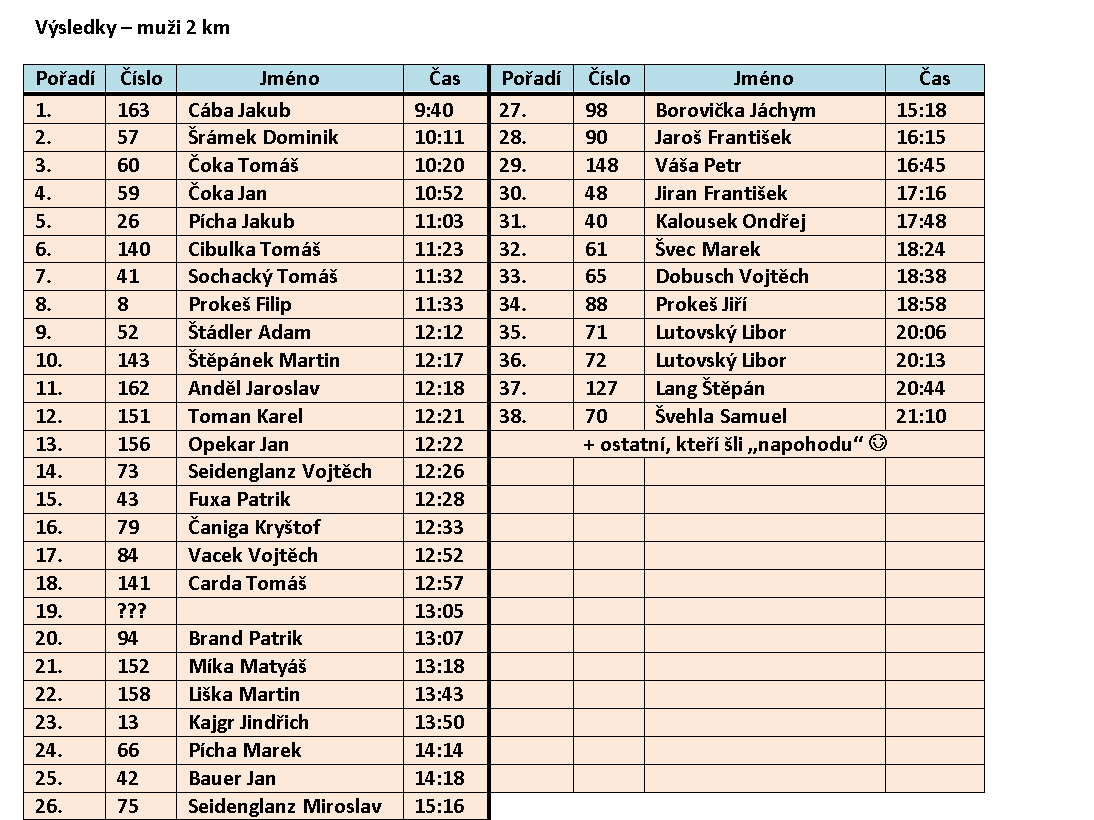 Výsledky – muži 2 km
Pořadí Číslo Jméno Čas Pořadí Číslo Jméno Čas
1. 163 Cába Jakub 9:40 27. 98 Borovička Jáchym 15:18
2. 57 Šrámek Dominik 10:11 28. 90 Jaroš František 16:15
3. 60 Čoka Tomáš 10:20 29. 148 Váša Petr 16:45
4. 59 Čoka Jan 10:52 30. 48 Jiran František 17:16
5. 26 Pícha Jakub 11:03 31. 40 Kalousek Ondřej 17:48
6. 140 Cibulka Tomáš 11:23 32. 61 Švec Marek 18:24
7. 41 Sochacký Tomáš 11:32 33. 65 Dobusch Vojtěch 18:38
8. 8 Prokeš Filip 11:33 34. 88 Prokeš Jiří 18:58
9. 52 Štádler Adam 12:12 35. 71 Lutovský Libor 20:06
10. 143 Štěpánek Martin 12:17 36. 72 Lutovský Libor 20:13
11. 162 Anděl Jaroslav 12:18 37. 127 Lang Štěpán 20:44
12. 151 Toman Karel 12:21 38. 70 Švehla Samuel 21:10
13. 156 Opekar Jan 12:22 + ostatní, kteří šli „napohodu“ ☺
14. 73 Seidenglanz Vojtěch 12:26
15. 43 Fuxa Patrik 12:28
16. 79 Čaniga Kryštof 12:33
17. 84 Vacek Vojtěch 12:52
18. 141 Carda Tomáš 12:57
19. ??? 13:05
20. 94 Brand Patrik 13:07
21. 152 Míka Matyáš 13:18
22. 158 Liška Martin 13:43
23. 13 Kajgr Jindřich 13:50
24. 66 Pícha Marek 14:14
25. 42 Bauer Jan 14:18
26. 75 Seidenglanz Miroslav 15:16